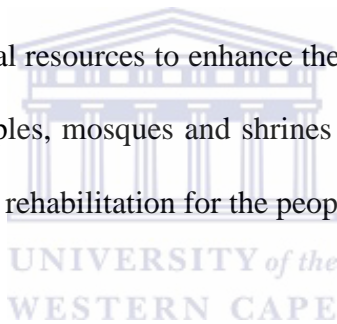 al resources to enhance the
bles, mosques and shrines
rehabilitation for the peop
UNIVERSITY of the
WESTERN CAPE